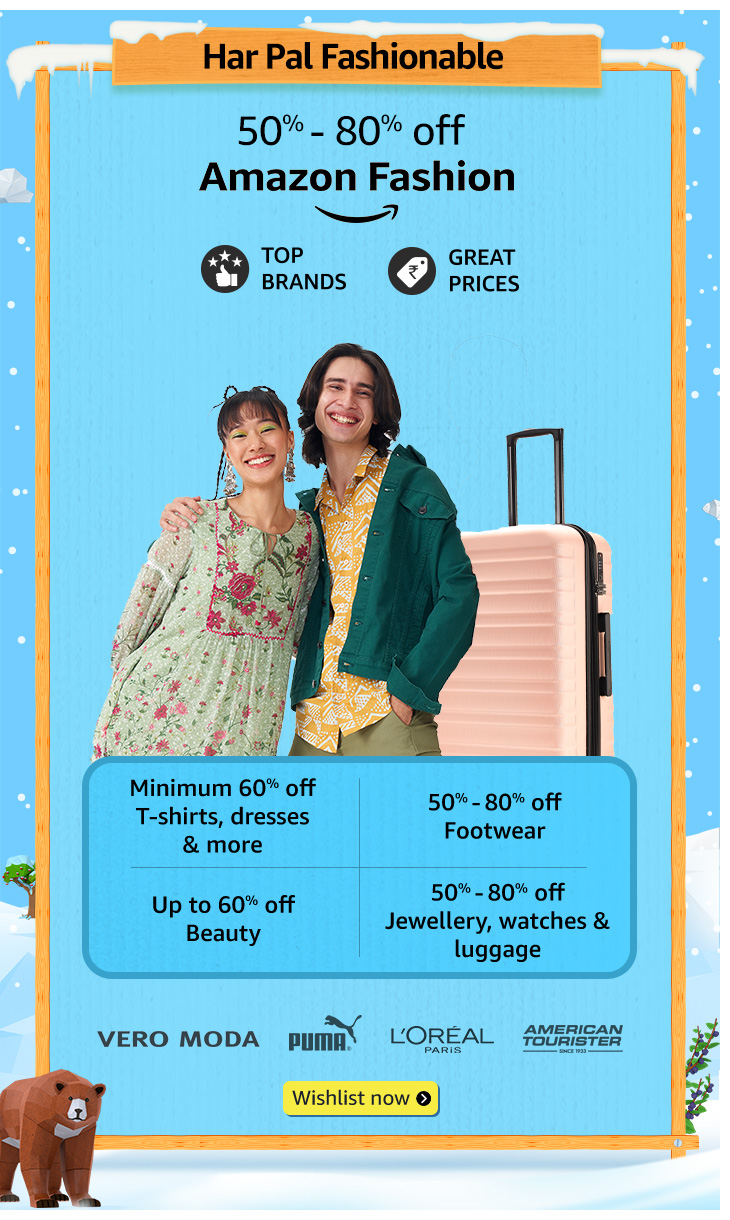 Har Pal Fashionable
50% - 80% off
Amazon Fashion
TOP
BRANDS
GREAT
PRICES
Minimum 60% off
T-shirts, dresses
& more
50% - 80% off
Footwear
Up to 60% off
Beauty
50% - 80% off
Jewellery, watches &
luggage
VERO MODA
PUMA®
L'ORÉAL
PARiS
AMERICAN
TOURISTER
SINCE 1933
Wishlist now